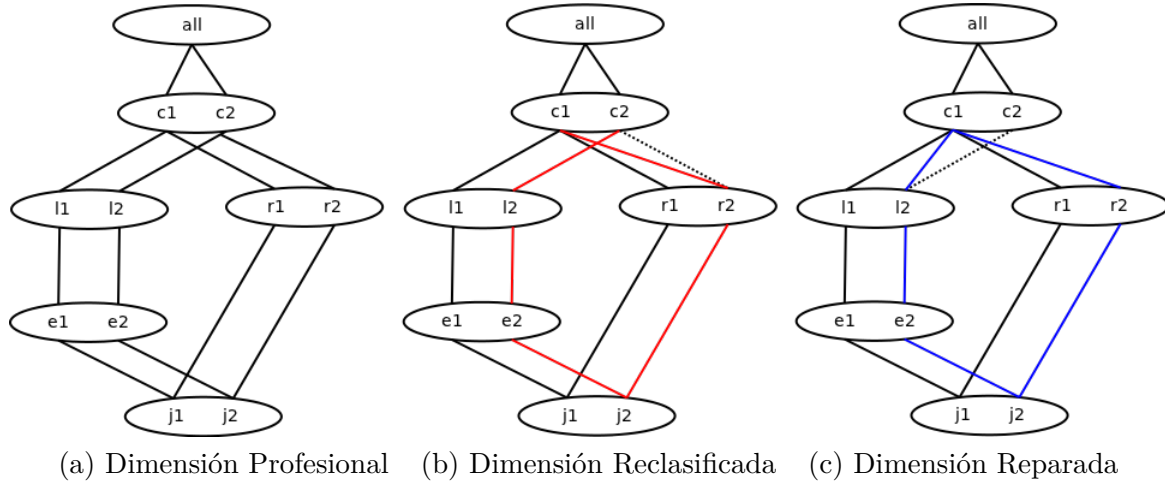 all all all
c1 c2 c1 c2 c1 c2
l1 l2 r1 r2 l1 l2 r1 r2 l1 l2 r1 r2
e1 e2 e1 e2 e1 e2
j1 j2 j1 j2 j1 j2
(a) Dimensión Profesional (b) Dimensión Reclasificada (c) Dimensión Reparada